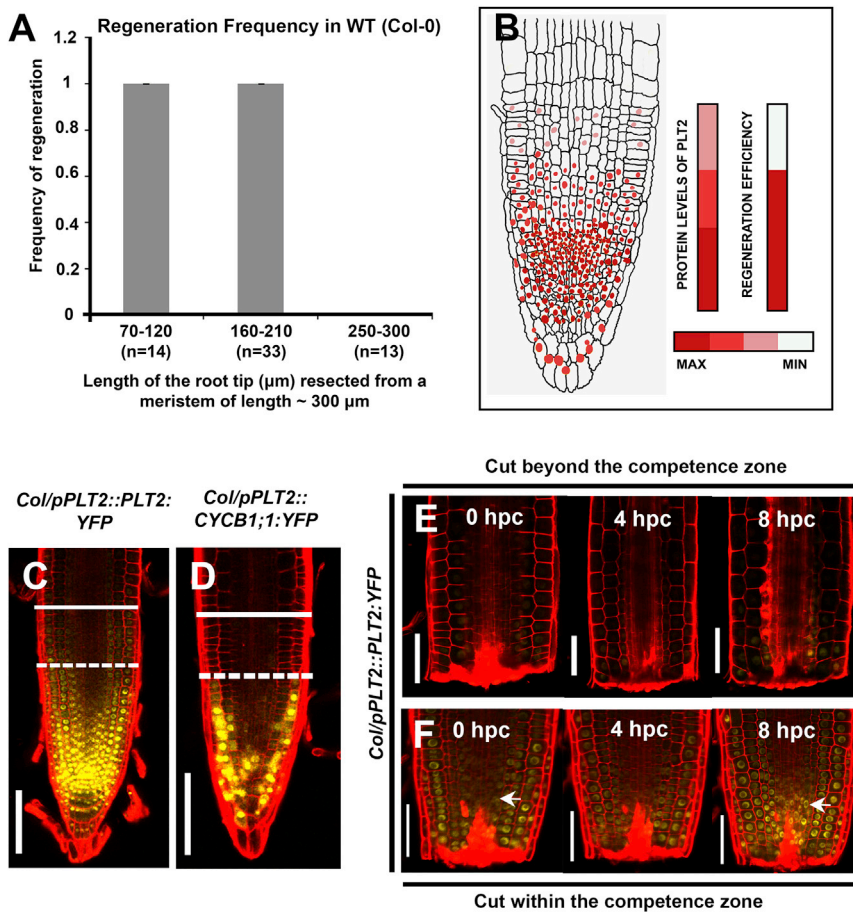 A
Regeneration Frequency in WT (Col-0)
Frequency of regeneration
1.2
1
0.8
0.6
0.4
0.2
0
70-120 160-210 250-300
(n=14) (n=33) (n=13)
Length of the root tip (µm) resected from a
meristem of length ~ 300 µm
B
PROTEIN LEVELS OF PLT2
REGENERATION EFFICIENCY
MAX MIN
Col/pPLT2::PLT2:
YFP
Col/pPLT2::
CYCB1;1:YFP
C
D
Cut beyond the competence zone
Col/pPLT2::PLT2:YFP
E
0 hpc 4 hpc 8 hpc
F
0 hpc 4 hpc 8 hpc
Cut within the competence zone